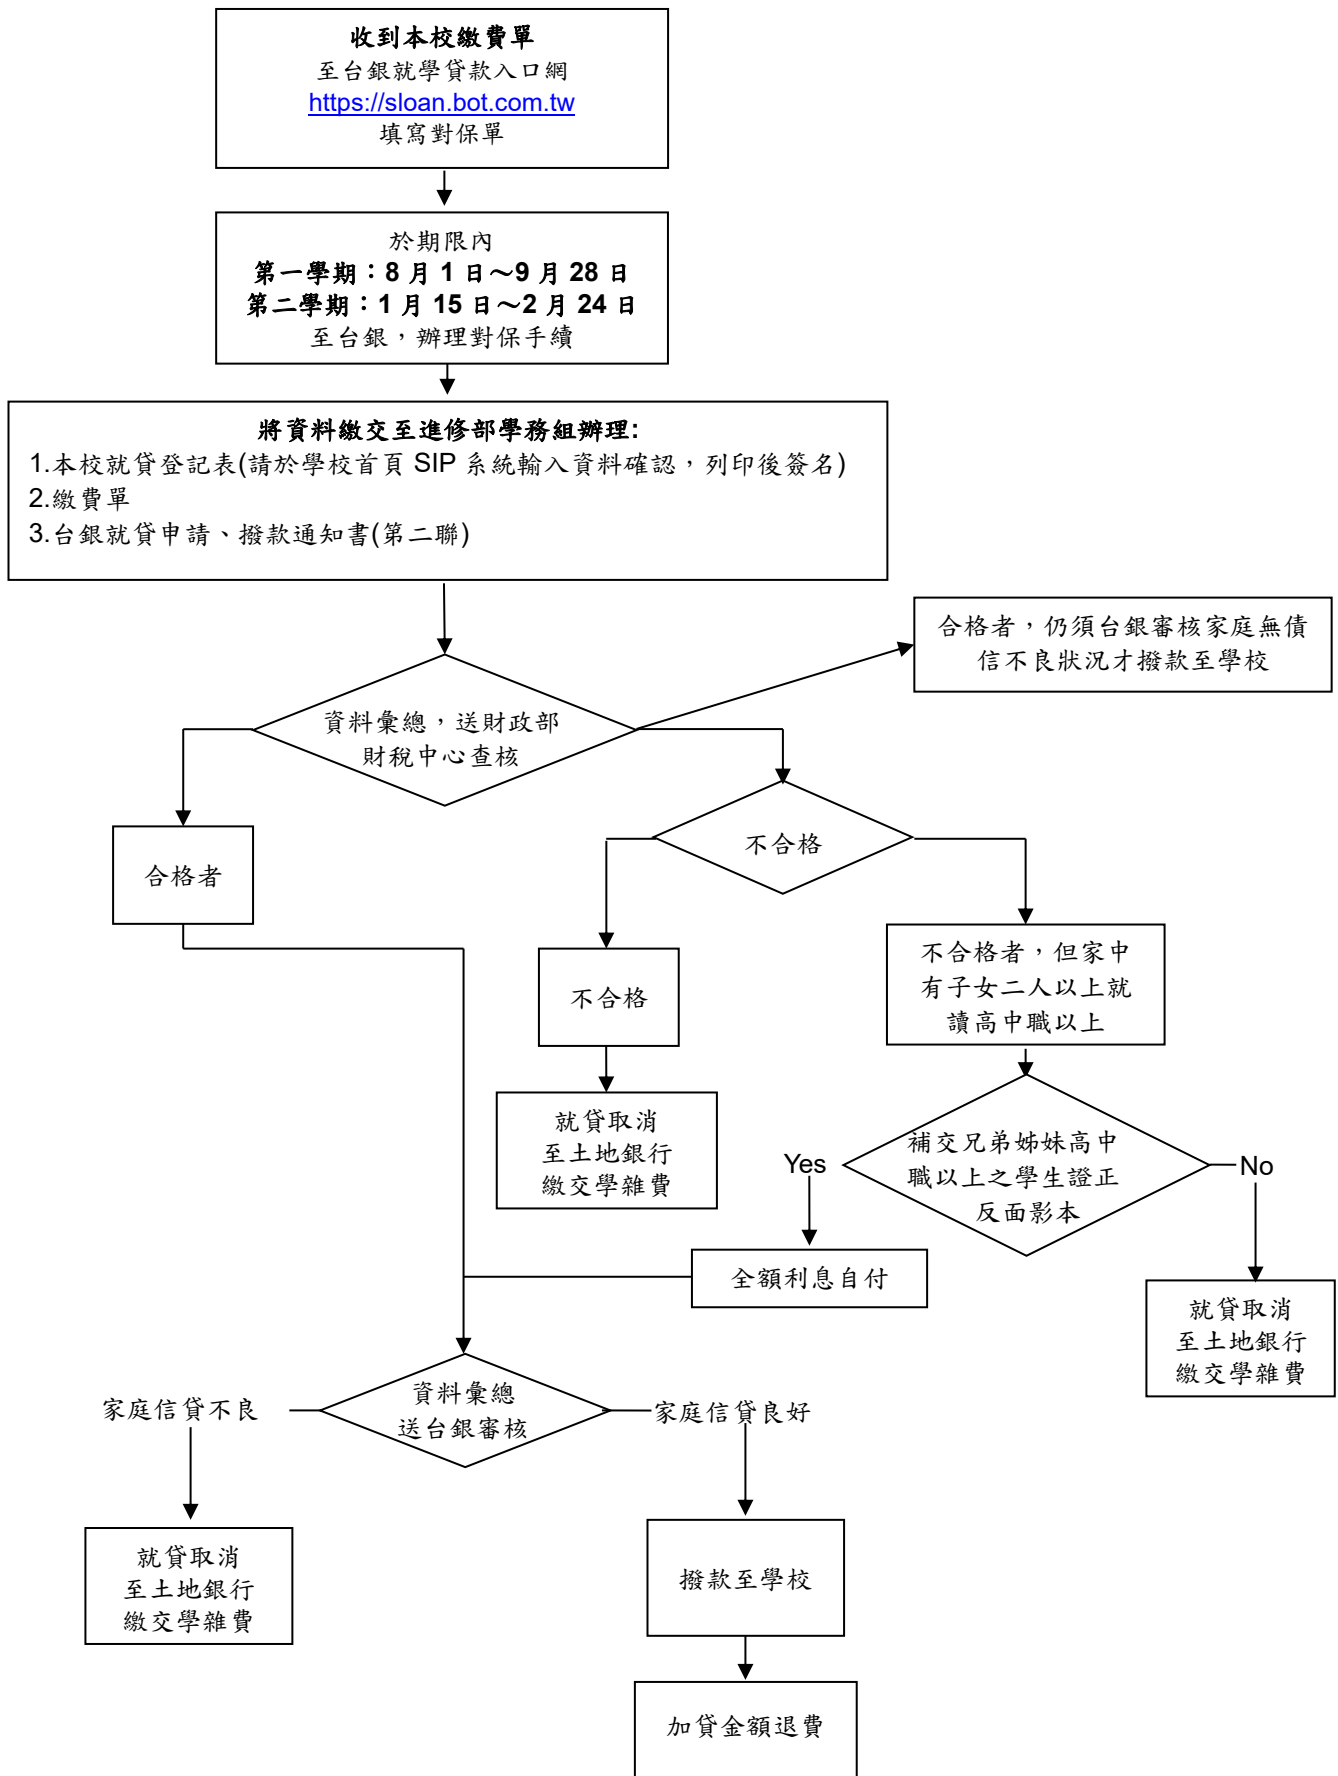 收到本校繳費單
至台銀就學貸款入口網
https://sloan.bot.com.tw
填寫對保單
於期限內
第一學期：8 月 1 日～9 月 28 日
第二學期：1 月 15 日～2 月 24 日
至台銀，辦理對保手續
將資料繳交至進修部學務組辦理:
1.本校就貸登記表(請於學校首頁 SIP 系統輸入資料確認，列印後簽名)
2.繳費單
3.台銀就貸申請、撥款通知書(第二聯)
合格者，仍須台銀審核家庭無債
信不良狀況才撥款至學校
資料彙總，送財政部
財稅中心查核
合格者
不合格
不合格
不合格者，但家中
有子女二人以上就
讀高中職以上
就貸取消
至土地銀行
繳交學雜費
補交兄弟姊妹高中
職以上之學生證正
反面影本
Yes
No
全額利息自付
就貸取消
至土地銀行
繳交學雜費
資料彙總
送台銀審核
家庭信貸不良
家庭信貸良好
就貸取消
至土地銀行
繳交學雜費
撥款至學校
加貸金額退費